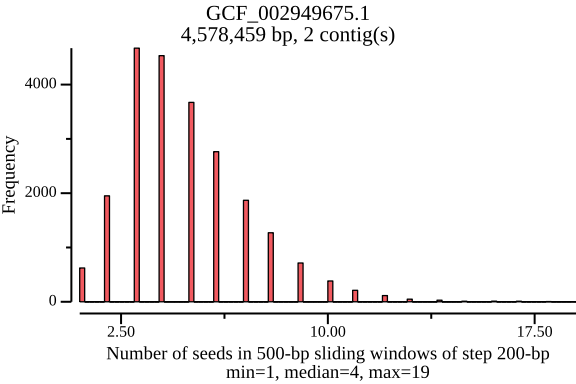 GCF_002949675.1
4,578,459 bp, 2 contig(s)
Frequency
4000
2000
0
2.50 10.00 17.50
Number of seeds in 500-bp sliding windows of step 200-bp
min=1, median=4, max=19